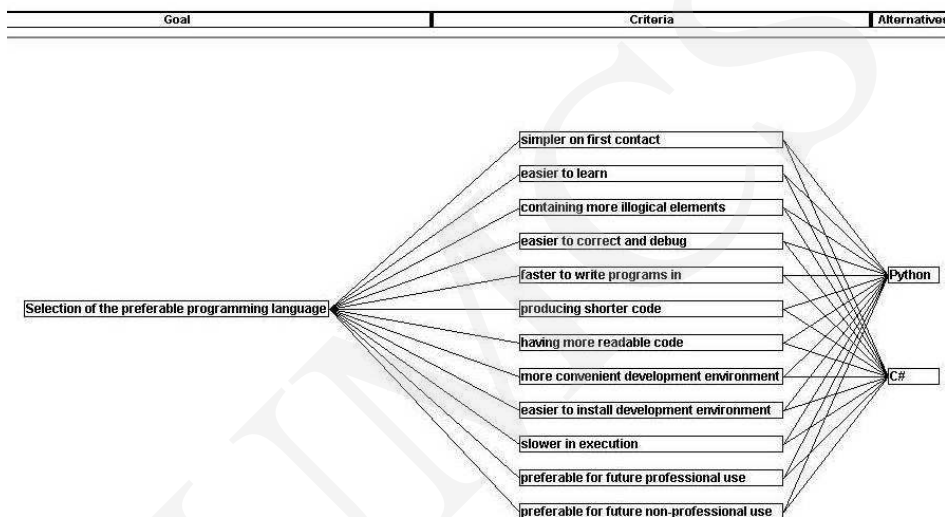 Goal
Criteria
Alternatives
simpler on first contact
easier to learn
containing more illogical elements
easier to correct and debug
faster to write programs in
Python
Selection of the preferable programming language
producing shorter code
having more readable code
more convenient development environment
C#
easier to install development environment
slower in execution
preferable for future professional use
preferable for future non-professional use
UMCS